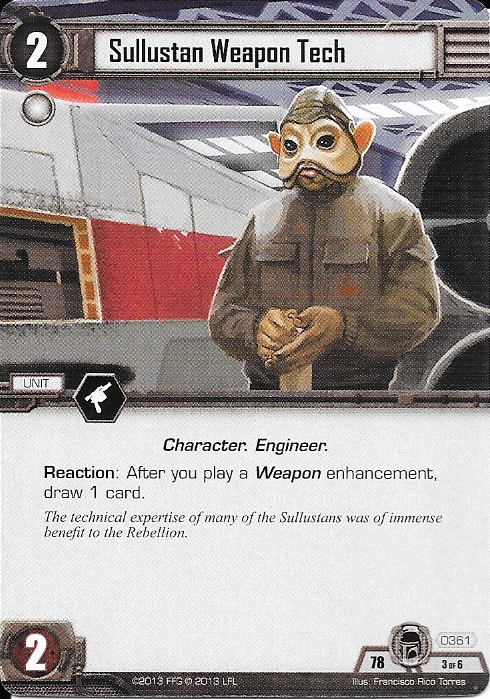 2
Sullustan Weapon Tech
UNIT
Character. Engineer.
Reaction: After you play a Weapon enhancement,
draw 1 card.
The technical expertise of many of the Sullustans was of immense
benefit to the Rebellion.
2
0361
78
3 OF 6
©2013 FFG © 2013 LFL
Illus. Francisco Rico Torres